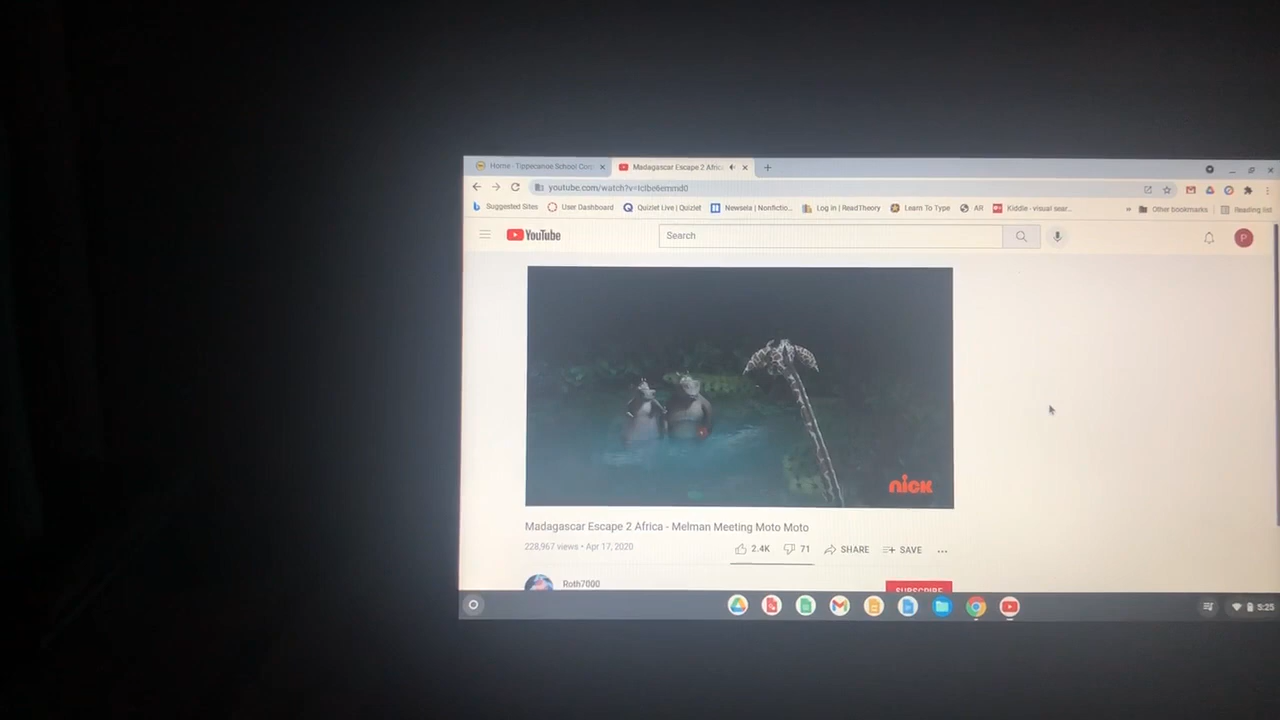 Home - Tippecanoe School Cor
Madagascar Escape 2 Afric
youtube.com/watch?v=
Suggested Sites
User Dashboard
Quizlet Live | Quizlet
Newsela | Nonfictio...
Log in | ReadTheory
Learn To Type
AR
Kiddle - visual sear...
»
Other bookmarks
Reading list
YouTube
Search
P
nick
Madagascar Escape 2 Africa - Melman Meeting Moto Moto
228,967 views • Apr 17, 2020
2.4K
71
SHARE
SAVE
...
Roth7000
SUBSCRIBE
5:25